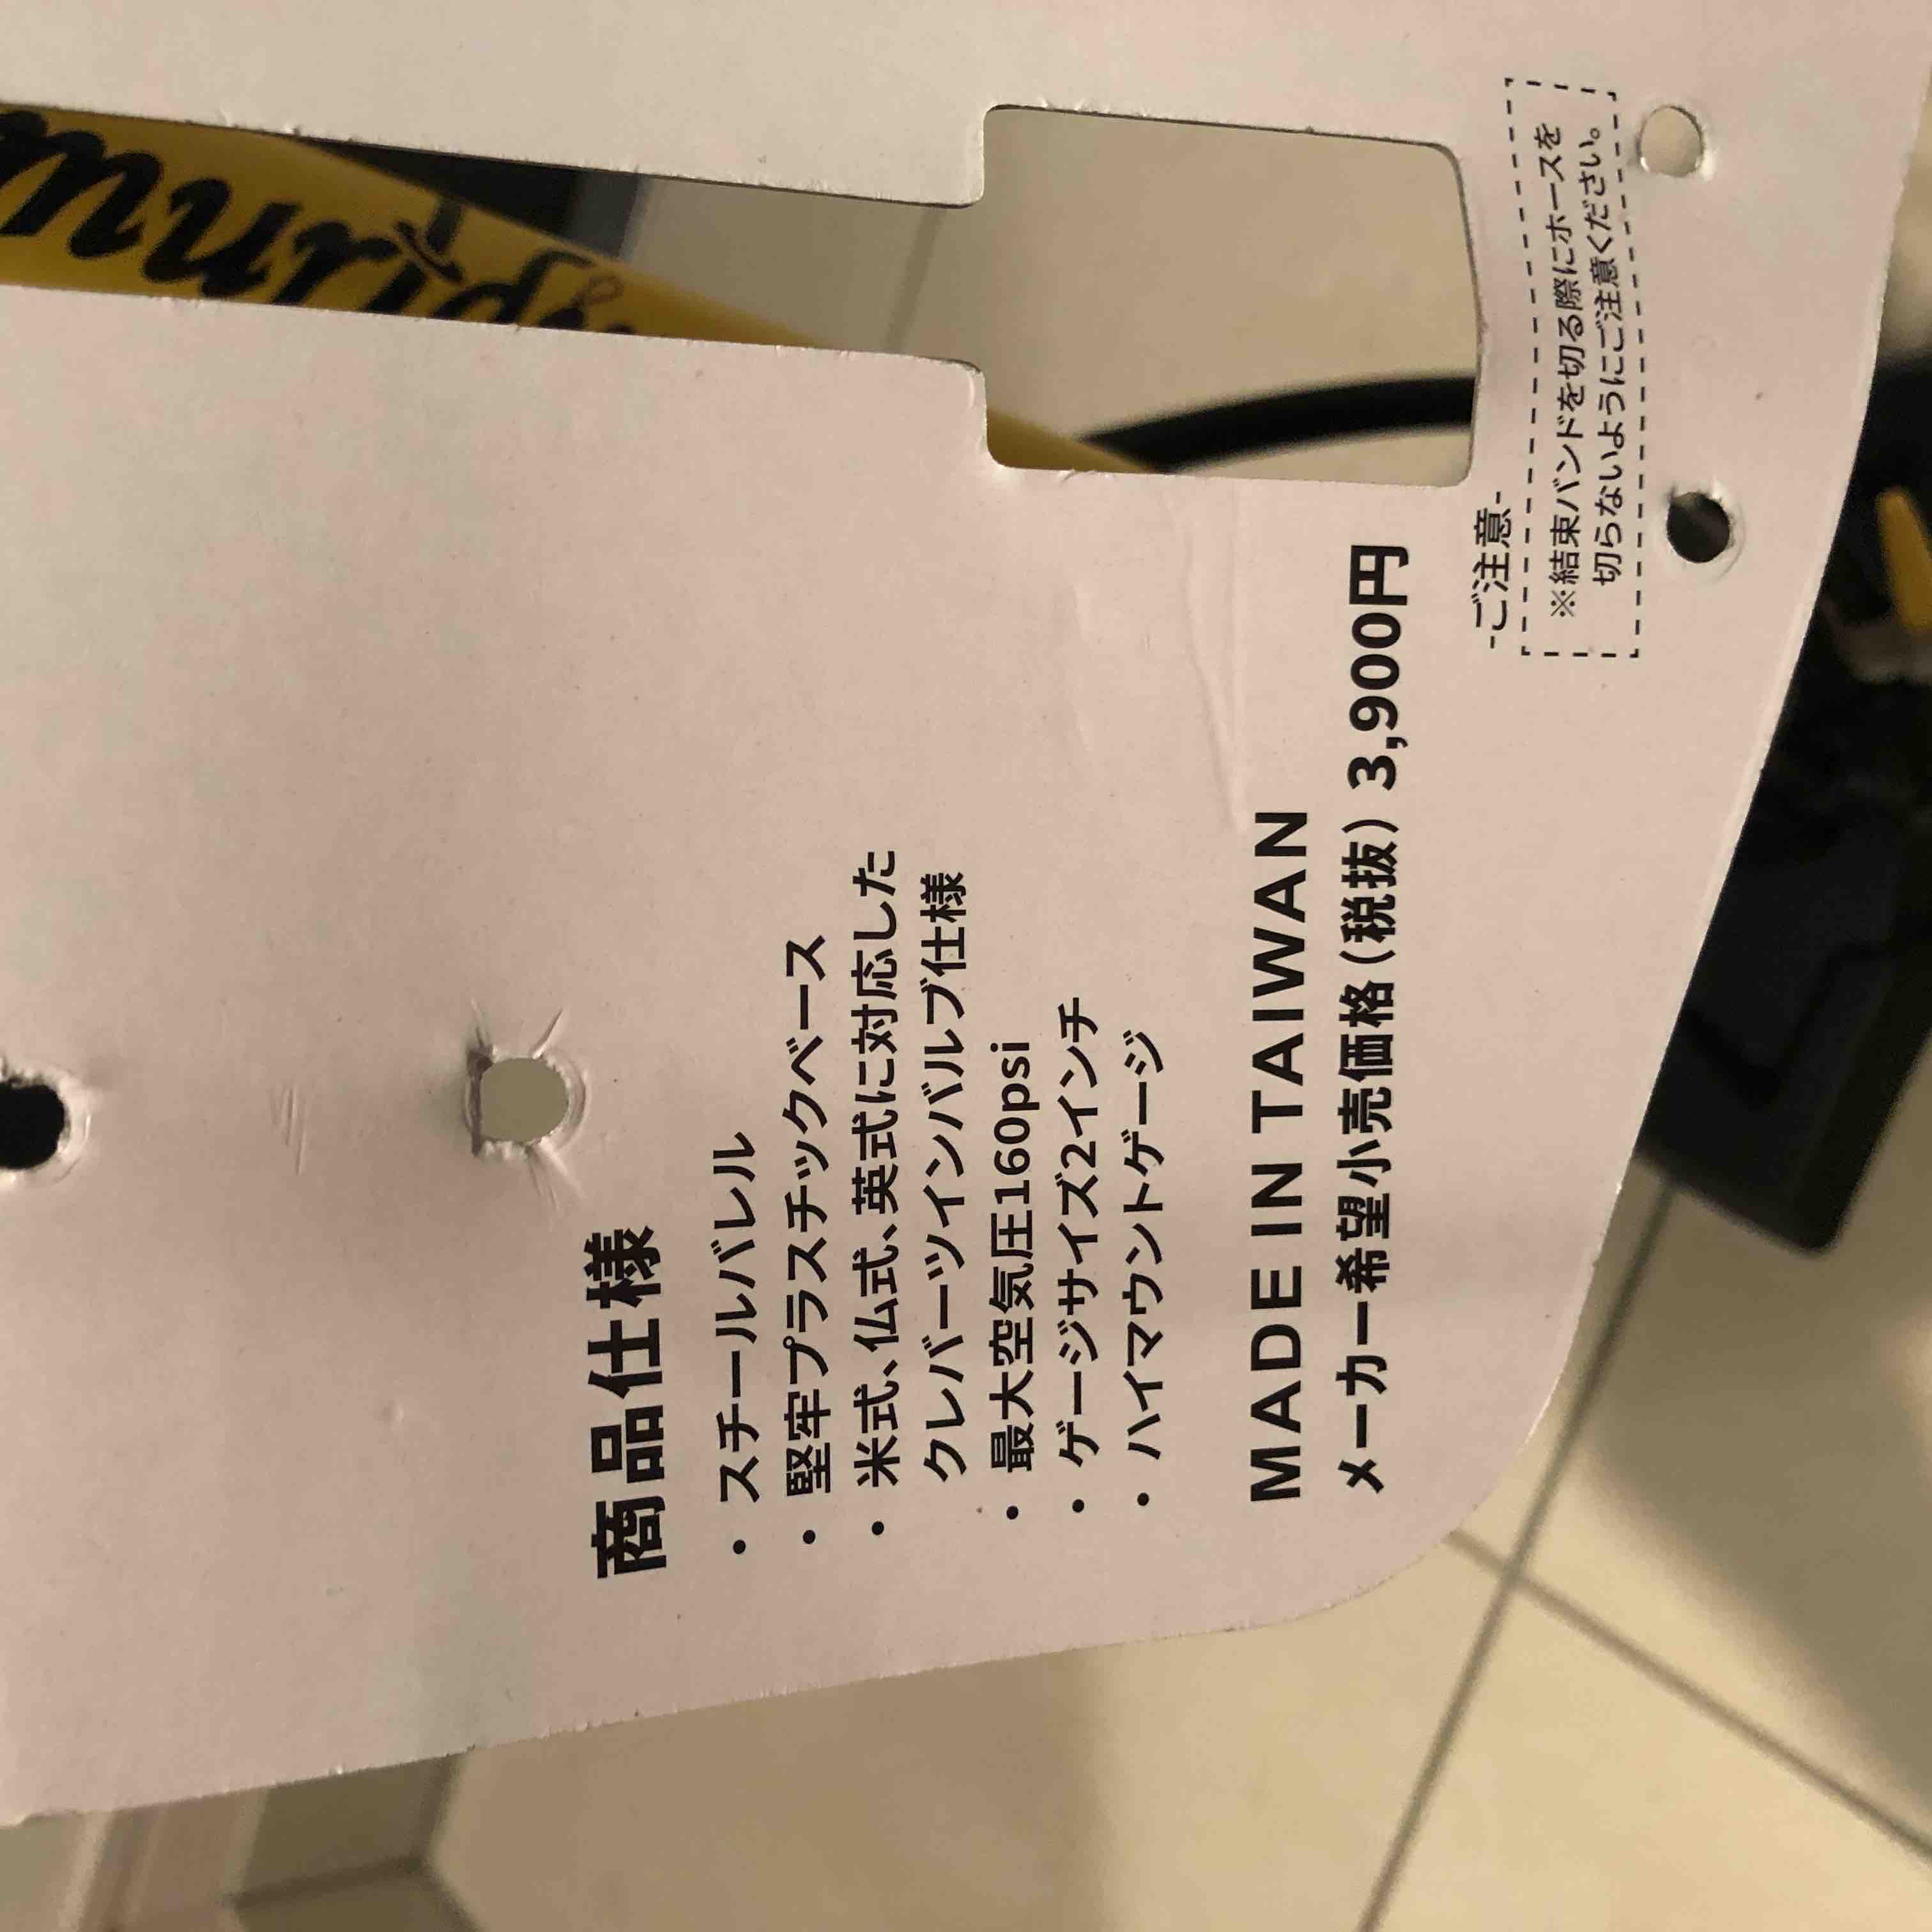 商品仕様
・スチールバレル
・堅牢プラスチックベース
・米式、仏式、英式に対応した
クレバーツインバルブ仕様
・最大空気圧160psi
・ゲージサイズ2インチ
・ハイマウントゲージ
MADE IN TAIWAN
メーカー希望小売価格（税抜）3,900円
-ご注意-
※結束バンドを切る際にホースを
切らないようにご注意ください。